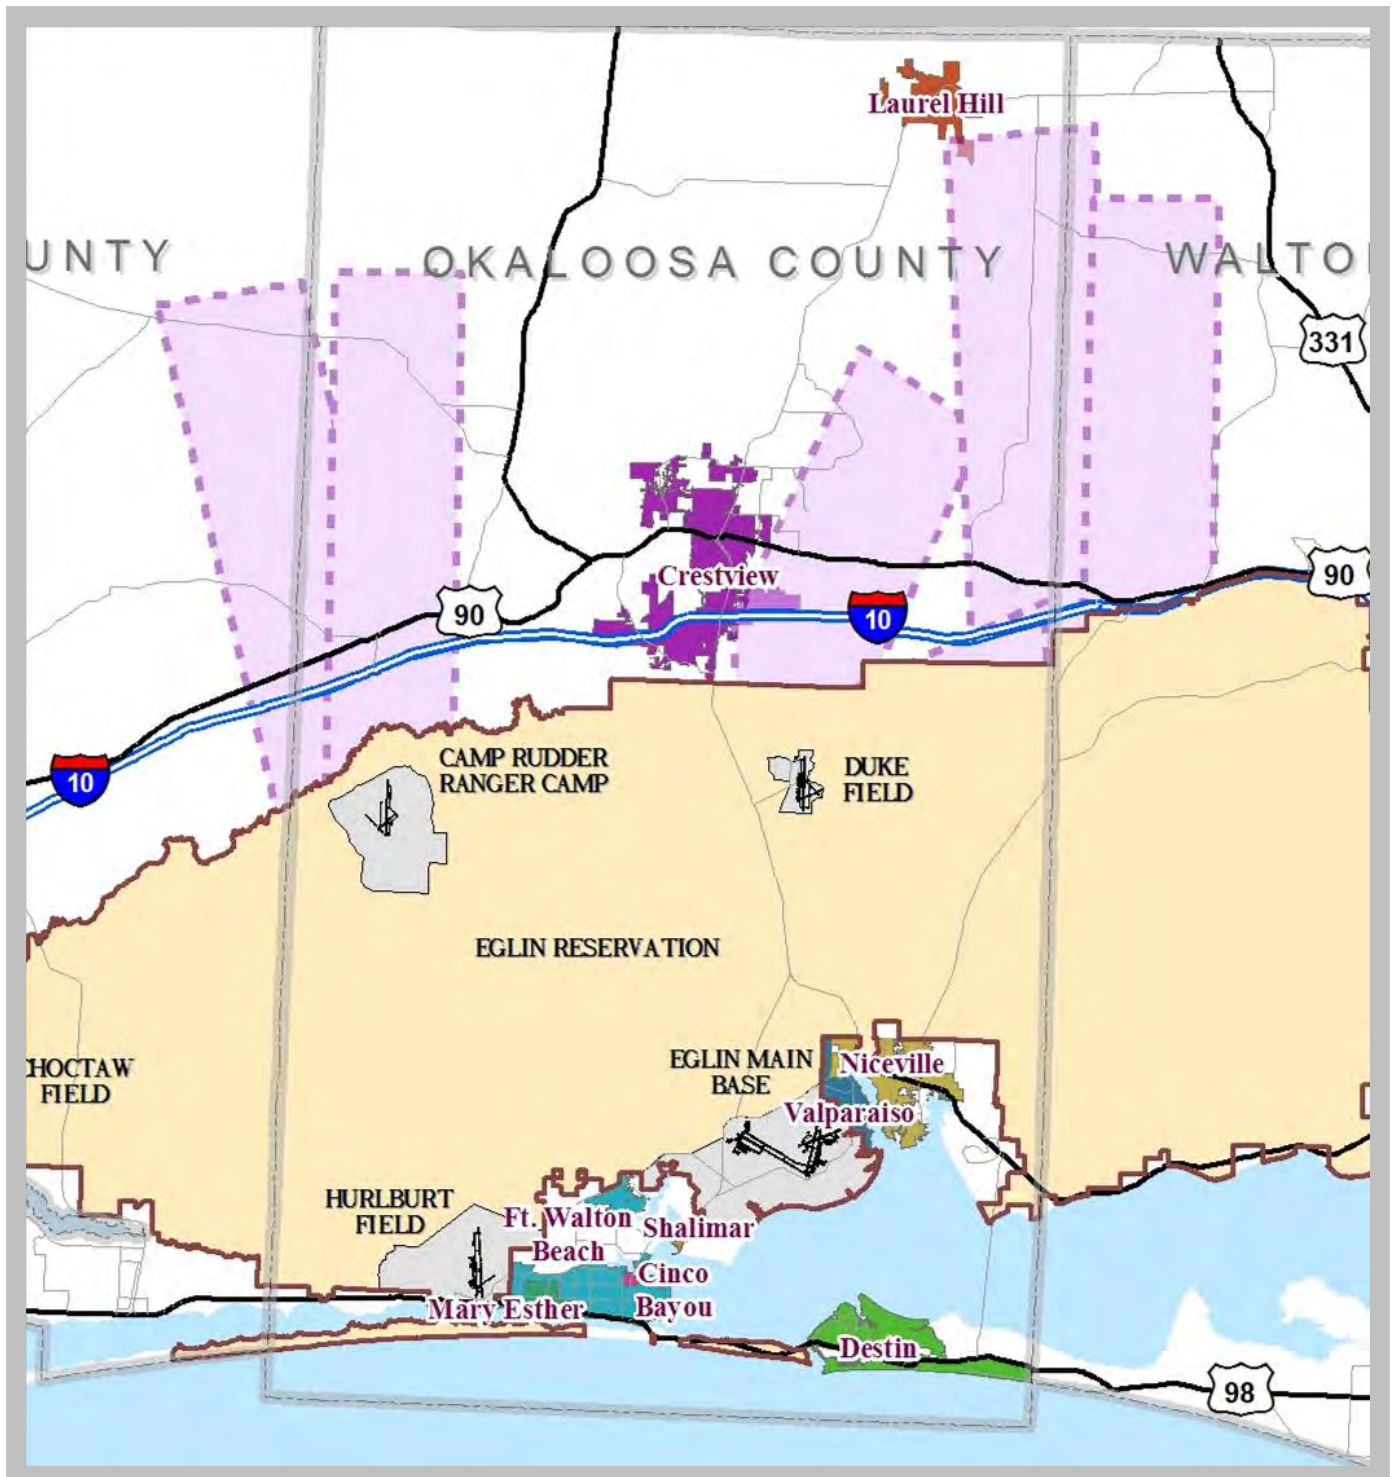 Laurel Hill
UNTY
OKALOOSA COUNTY
WALTO
331
Crestview
90
90
10
10
CAMP RUDDER
RANGER CAMP
DUKE
FIELD
EGLIN RESERVATION
CHOCTAW
FIELD
EGLIN MAIN
BASE
Niceville
Valparaiso
HURLBURT
FIELD
Ft. Walton
Beach
Shalimar
Cinco
Bayou
Mary Esther
Destin
98